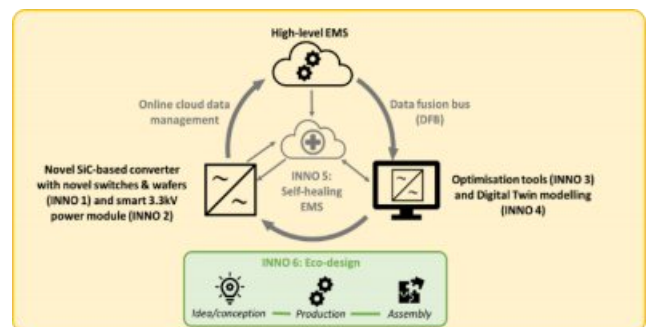 High-level EMS
Online cloud data
management
Data fusion bus
(DFB)
Novel SiC-based converter
with novel switches & wafers
(INNO 1) and smart 3.3kV
power module (INNO 2)
INNO 5:
Self-healing
EMS
Optimisation tools (INNO 3)
and Digital Twin modelling
(INNO 4)
INNO 6: Eco-design
Idea/conception
Production
Assembly